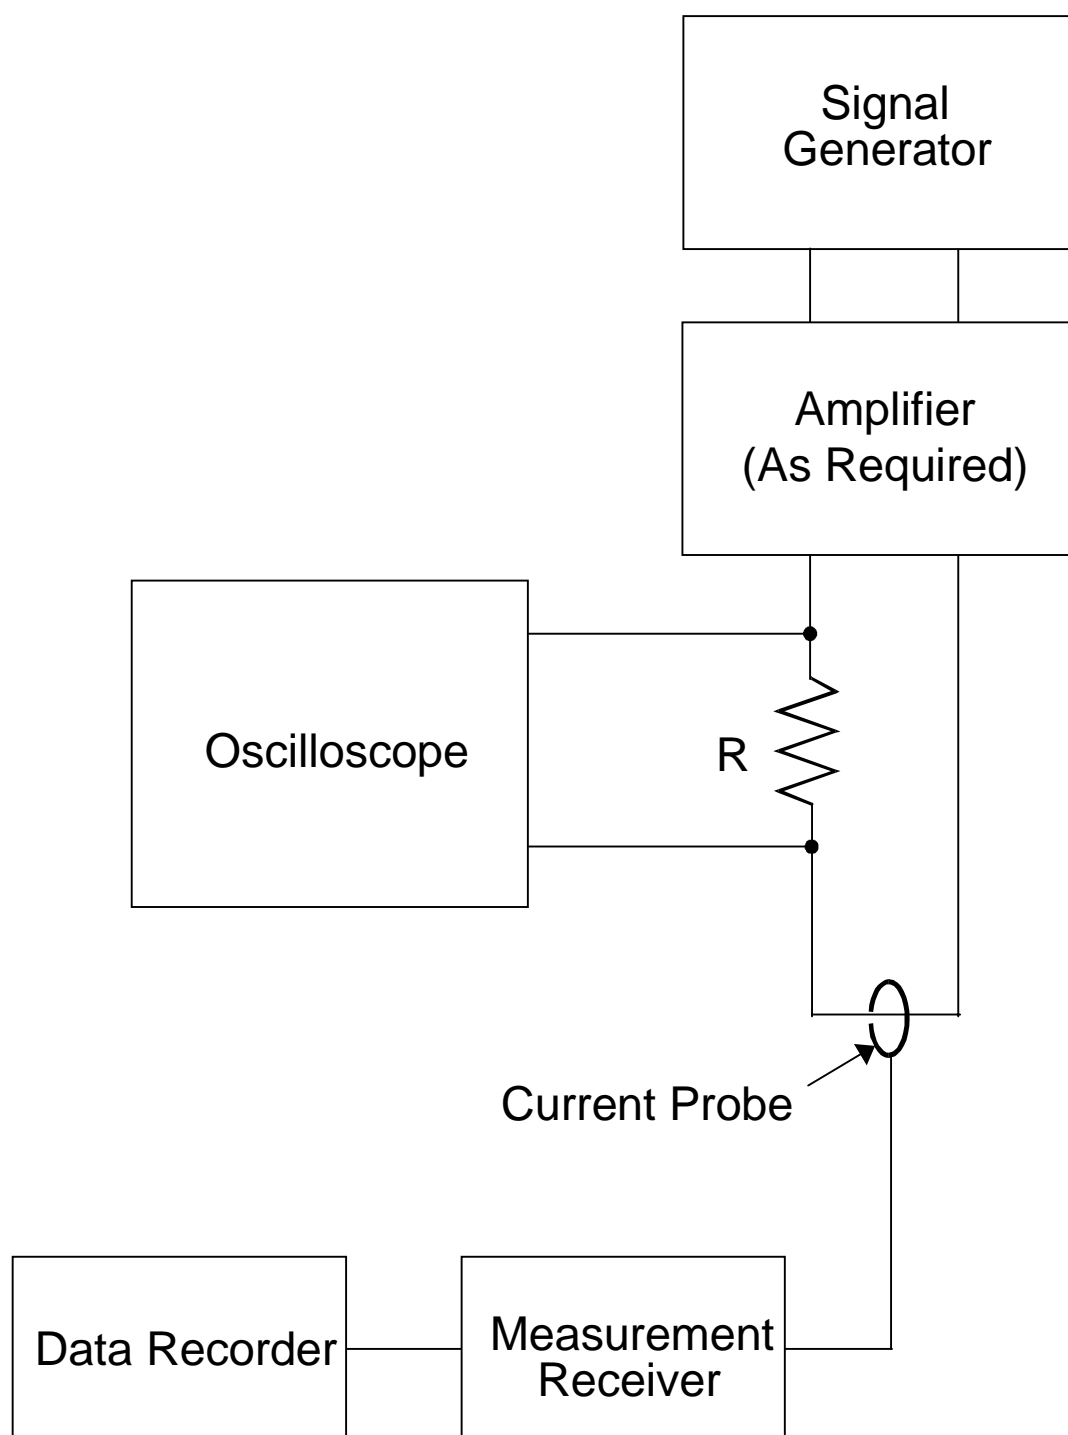 Signal
Generator
Amplifier
(As Required)
Oscilloscope
R
Current Probe
Data Recorder
Measurement
Receiver